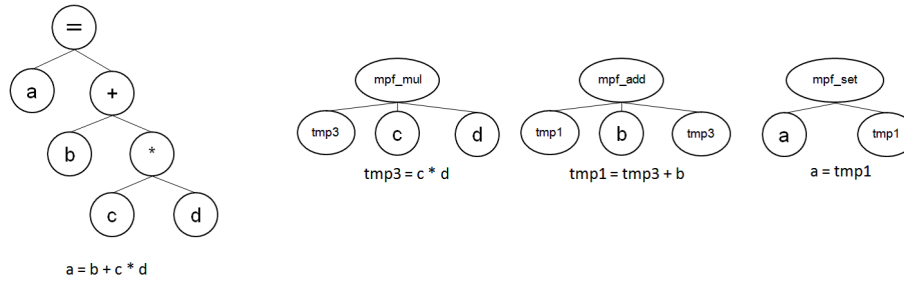 =
a
+
b
*
c
d
a = b + c * d
mpf_mul
tmp3
c
d
tmp3 = c * d
mpf_add
tmp1
b
tmp3
tmp1 = tmp3 + b
mpf_set
a
tmp1
a = tmp1